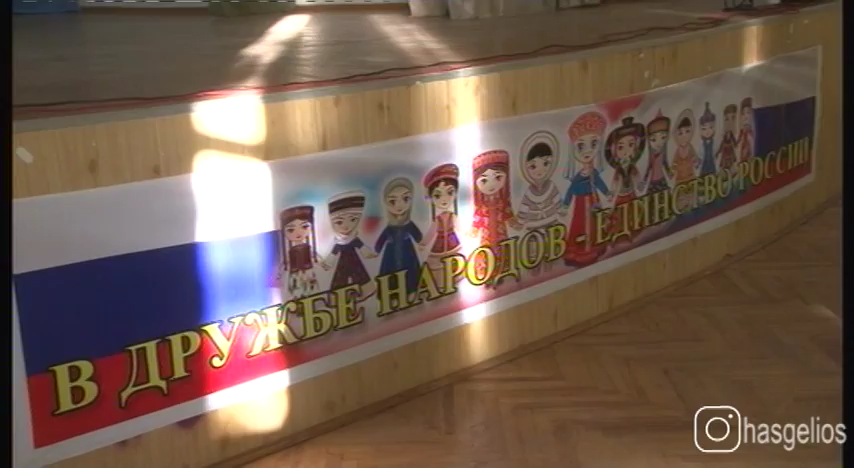 В ДРУЖБЕ НАРОДОВ - ЕДИНСТВО РОССИИ
hasgelios